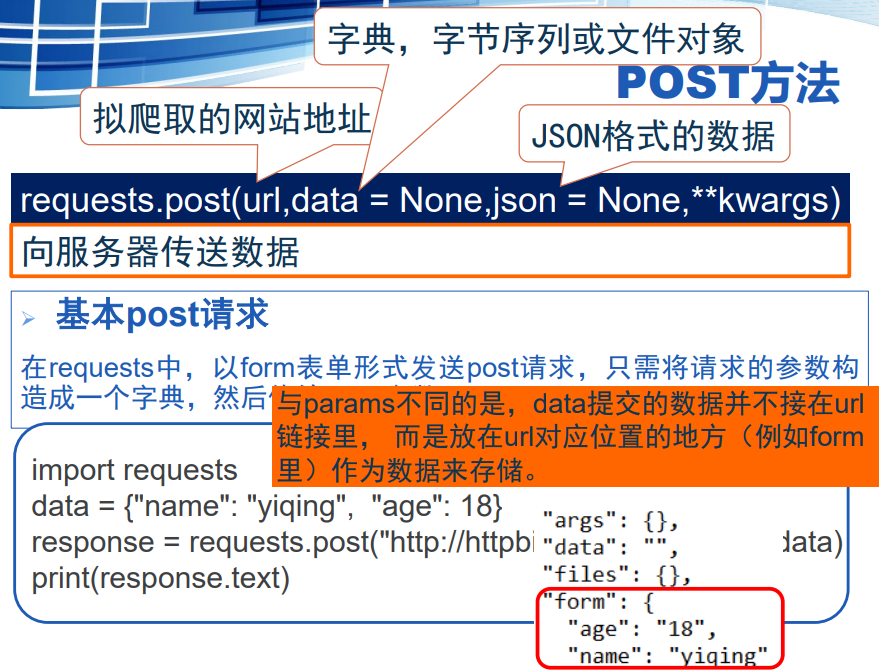 字典，字节序列或文件对象
POST方法
拟爬取的网站地址
JSON格式的数据
requests.post(url,data = None,json = None,**kwargs)
向服务器传送数据
基本post请求
在requests中，以form表单形式发送post请求，只需将请求的参数构
造成一个字典，然后
与params不同的是，data提交的数据并不接在url
链接里， 而是放在url对应位置的地方（例如form
里）作为数据来存储。
import requests
data = {"name": "yiqing", "age": 18}
response = requests.post("http://httpbi data)
print(response.text)
"args": {},
"data": "",
"files": {},
"form": {
"age": "18",
"name": "yiqing"